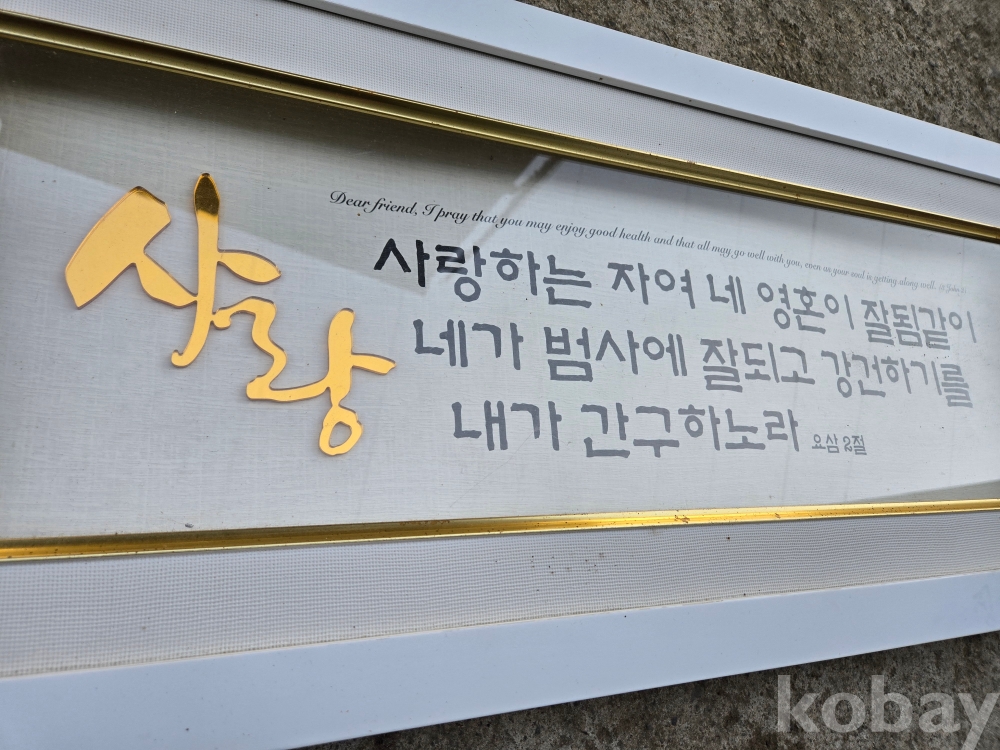 사랑
Dear friend, I pray that you may enjoy good health and that all may go well with you, even as your soul is getting along well.
사랑하는 자여 네 영혼이 잘됨같이
네가 범사에 잘되고 강건하기를
내가 간구하노라 요삼 2절
kobay